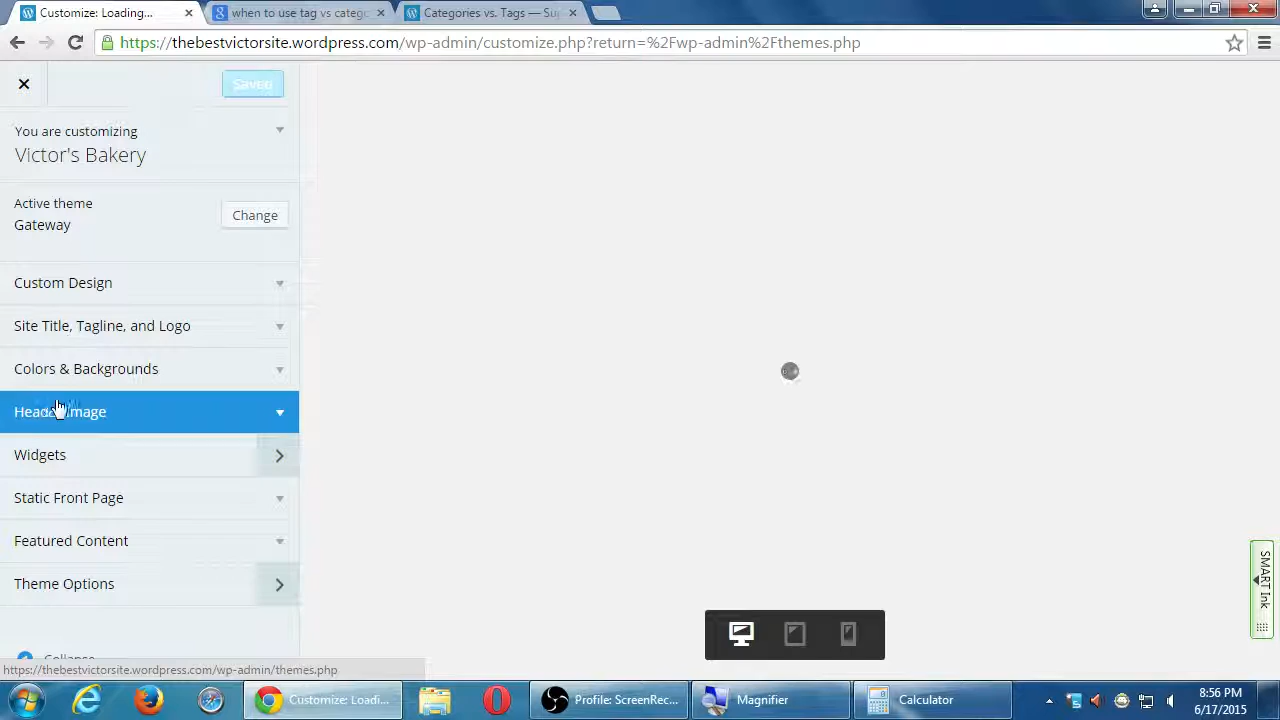 Customize: Loading...
when to use tag vs catego
Categories vs. Tags — Sup
https://thebestvictorsite.wordpress.com/wp-admin/customize.php?return=%2Fwp-admin%2Fthemes.php
Saved
You are customizing
Victor's Bakery
Active theme
Gateway
Change
Custom Design
Site Title, Tagline, and Logo
Colors & Backgrounds
Header Image
Widgets
Static Front Page
Featured Content
Theme Options
SMART Ink
https://thebestvictorsite.wordpress.com/wp-admin/themes.php
Customize: Loadi...
Profile: ScreenRec...
Magnifier
Calculator
8:56 PM
6/17/2015